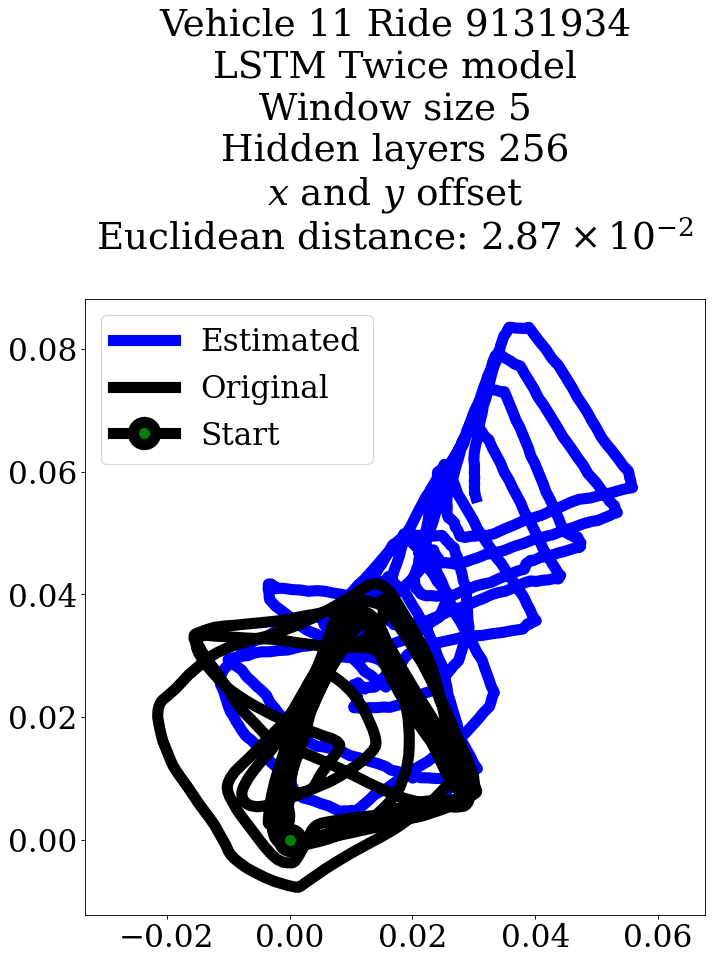 Vehicle 11 Ride 9131934
LSTM Twice model
Window size 5
Hidden layers 256
x and y offset
Euclidean distance: 2.87 × 10⁻²
Estimated
Original
Start
0.08
0.06
0.04
0.02
0.00
−0.02 0.00 0.02 0.04 0.06